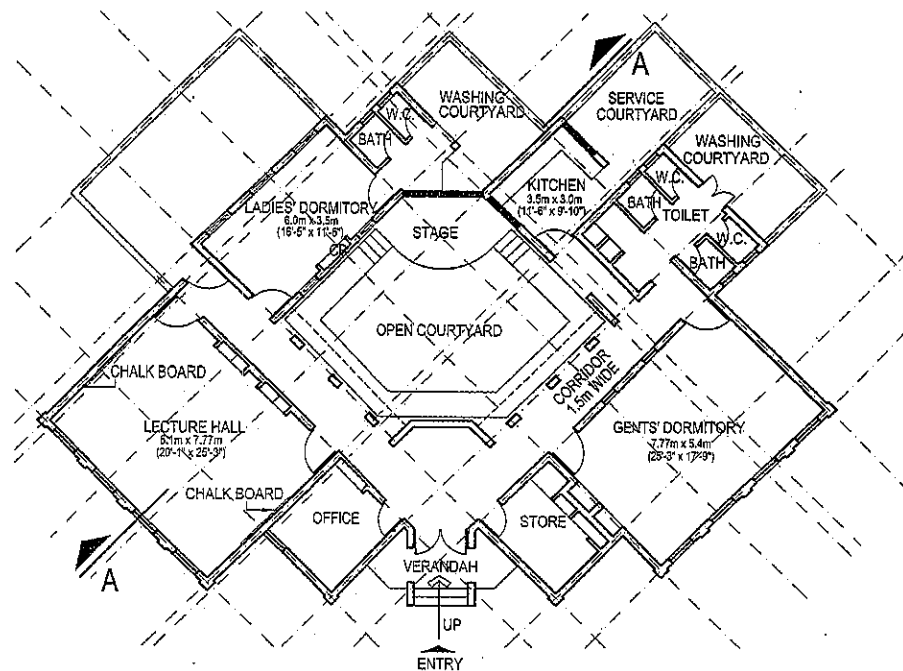 A
WASHING
COURTYARD
SERVICE
COURTYARD
WASHING
COURTYARD
W.C.
BATH
KITCHEN
3.5m x 3.0m
(11'-6" x 9'-10")
W.C.
BATH
TOILET
LADIES' DORMITORY
6.0m x 3.5m
(16'-5" x 11'-6")
STAGE
W.C.
BATH
CB
OPEN COURTYARD
CORRIDOR
1.5m WIDE
CHALK BOARD
LECTURE HALL
6.1m x 7.77m
(20'-1" x 25'-3")
GENTS' DORMITORY
7.77m x 5.4m
(25'-3" x 17'-9")
CHALK BOARD
OFFICE
STORE
VERANDAH
A
UP
ENTRY